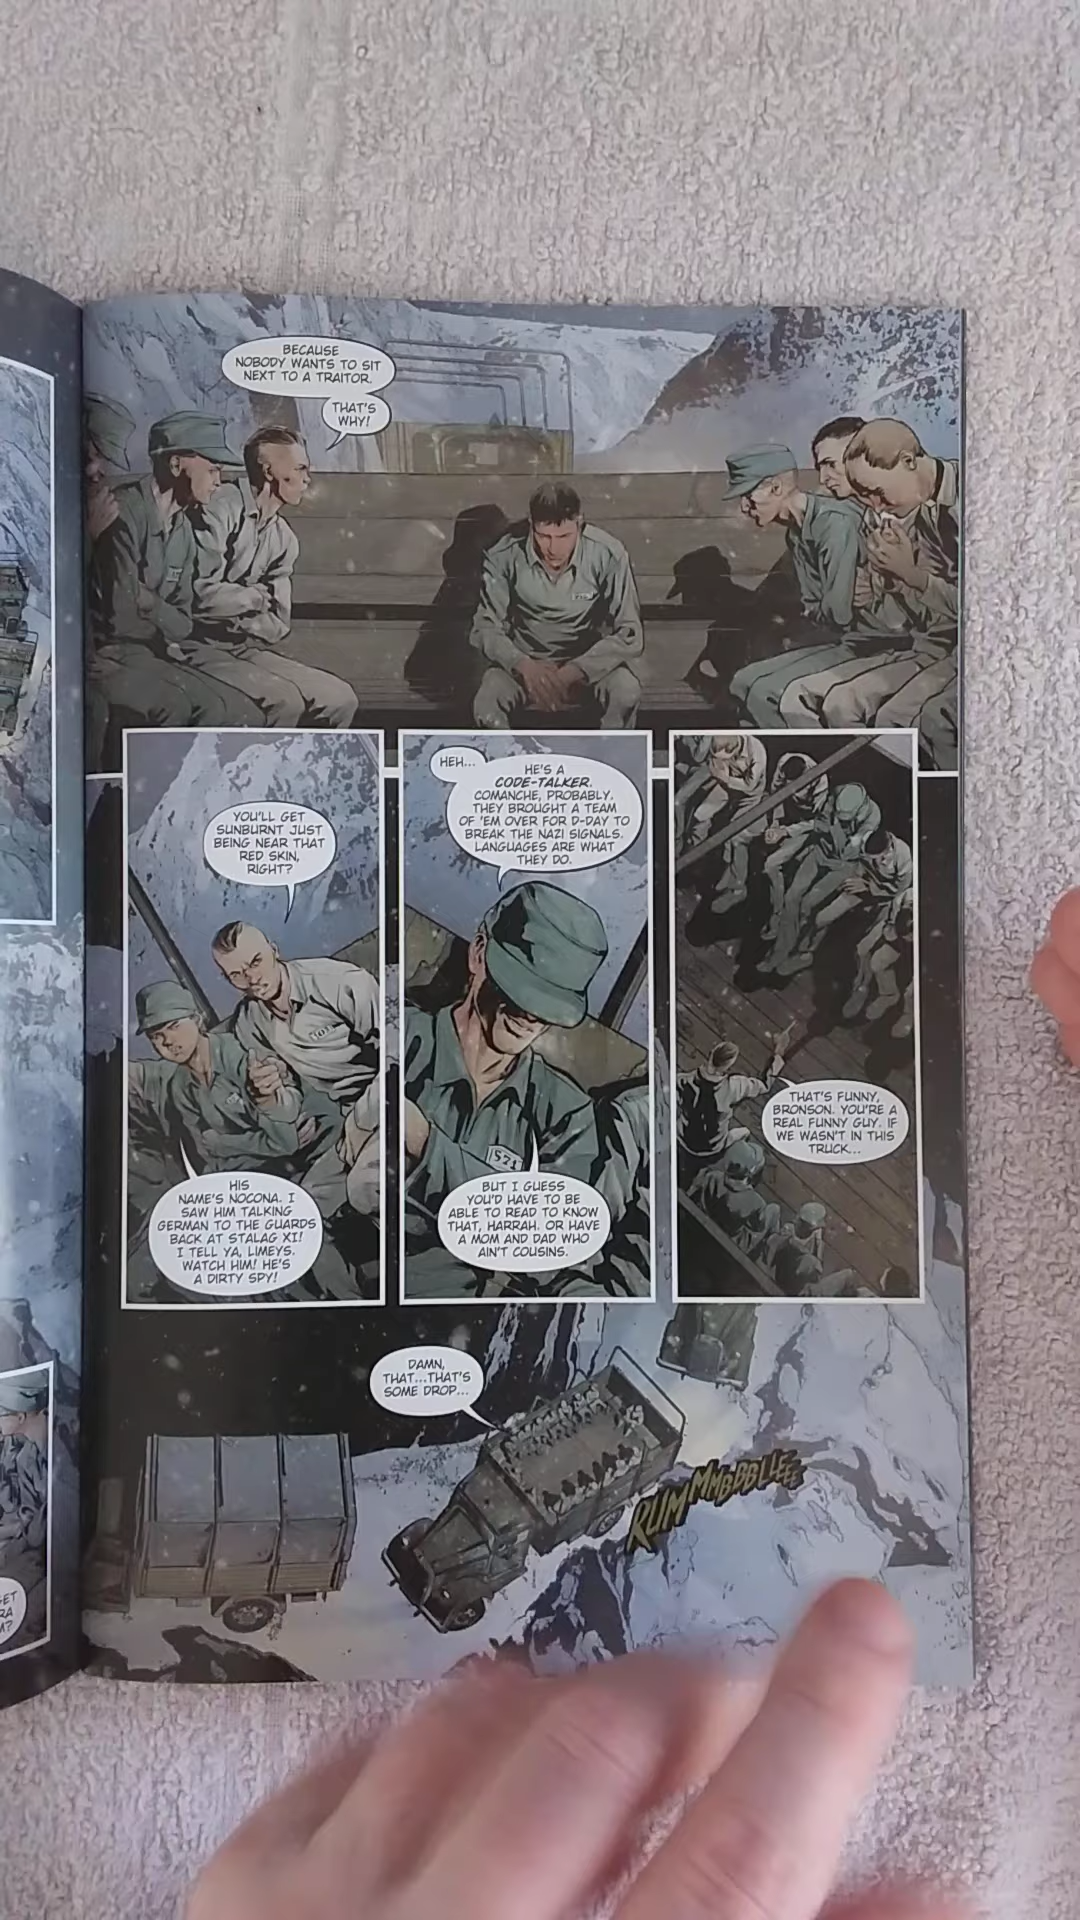 BECAUSE
NOBODY WANTS TO SIT
NEXT TO A TRAITOR.
THAT'S
WHY!
YOU'LL GET
SUNBURNT JUST
BEING NEAR THAT
RED SKIN,
RIGHT?
HIS
NAME'S NOCONA. I
SAW HIM TALKING
GERMAN TO THE GUARDS
BACK AT STALAG XI!
I TELL YA, LIMEYS.
WATCH HIM! HE'S
A DIRTY SPY!
HEH...
HE'S A
CODE-TALKER.
COMANCHE, PROBABLY.
THEY BROUGHT A TEAM
OF 'EM OVER FOR D-DAY TO
BREAK THE NAZI SIGNALS.
LANGUAGES ARE WHAT
THEY DO.
571
BUT I GUESS
YOU'D HAVE TO BE
ABLE TO READ TO KNOW
THAT, HARRAH. OR HAVE
A MOM AND DAD WHO
AIN'T COUSINS.
THAT'S FUNNY,
BRONSON. YOU'RE A
REAL FUNNY GUY. IF
WE WASN'T IN THIS
TRUCK...
DAMN,
THAT...THAT'S
SOME DROP...
RUMMMMBBBLLEEEE